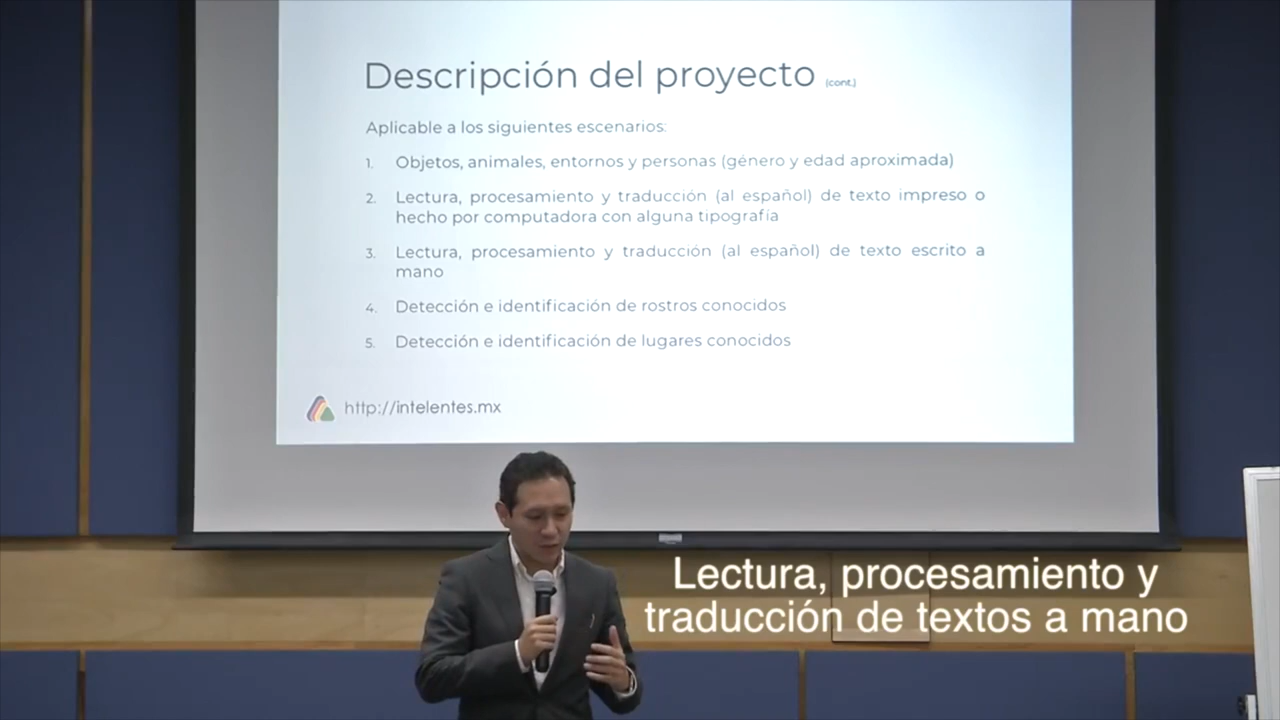 Descripción del proyecto (cont.)
Aplicable a los siguientes escenarios:
1. Objetos, animales, entornos y personas (género y edad aproximada)
2. Lectura, procesamiento y traducción (al español) de texto impreso o
hecho por computadora con alguna tipografía
3. Lectura, procesamiento y traducción (al español) de texto escrito a
mano
4. Detección e identificación de rostros conocidos
5. Detección e identificación de lugares conocidos
http://intelentes.mx
Lectura, procesamiento y
traducción de textos a mano